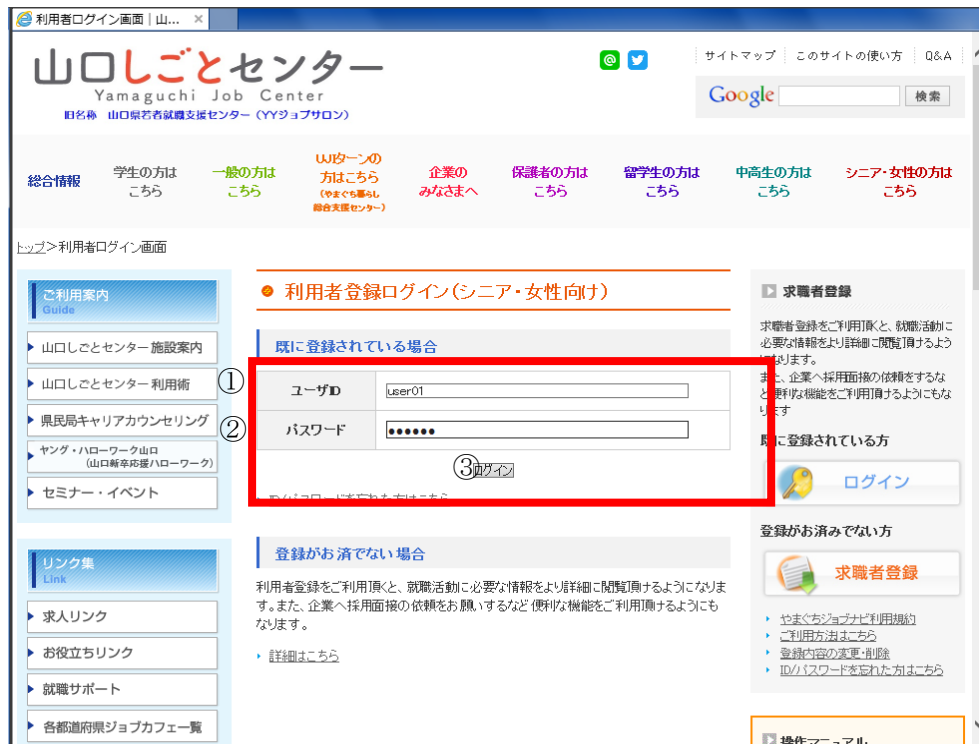 利用者ログイン画面 | 山...
山口しごとセンター
Yamaguchi Job Center
旧名称 山口県若者就職支援センター（YYジョブサロン）
サイトマップ
このサイトの使い方
Q&A
Google
検索
総合情報
学生の方は
こちら
一般の方は
こちら
UJIターンの
方はこちら
（やまぐち暮らし
総合支援センター）
企業の
みなさまへ
保護者の方は
こちら
留学生の方は
こちら
中高生の方は
こちら
シニア・女性の方は
こちら
トップ>利用者ログイン画面
ご利用案内
Guide
山口しごとセンター 施設案内
山口しごとセンター 利用術
県民局キャリアカウンセリング
ヤング・ハローワーク山口
（山口新卒応援ハローワーク）
セミナー・イベント
リンク集
Link
求人リンク
お役立ちリンク
就職サポート
各都道府県ジョブカフェ一覧
利用者登録ログイン（シニア・女性向け）
既に登録されている場合
① ユーザID user01
② パスワード ●●●●●●
③ログイン
ID/パスワードを忘れた方はこちら
登録がお済でない場合
利用者登録をご利用頂くと、就職活動に必要な情報をより詳細に閲覧頂けるようになりま
す。また、企業へ採用面接の依頼をお願いするなど便利な機能をご利用頂けるようにも
なります。
詳細はこちら
求職者登録
求職者登録をご利用頂くと、就職活動に
必要な情報をより詳細に閲覧頂けるよう
になります。
また、企業へ採用面接の依頼をするな
ど便利な機能をご利用頂けるようにもな
ります
既に登録されている方
ログイン
登録がお済みでない方
求職者登録
やまぐちジョブナビ利用規約
ご利用方法はこちら
登録内容の変更・削除
ID/パスワードを忘れた方はこちら
操作マニュアル